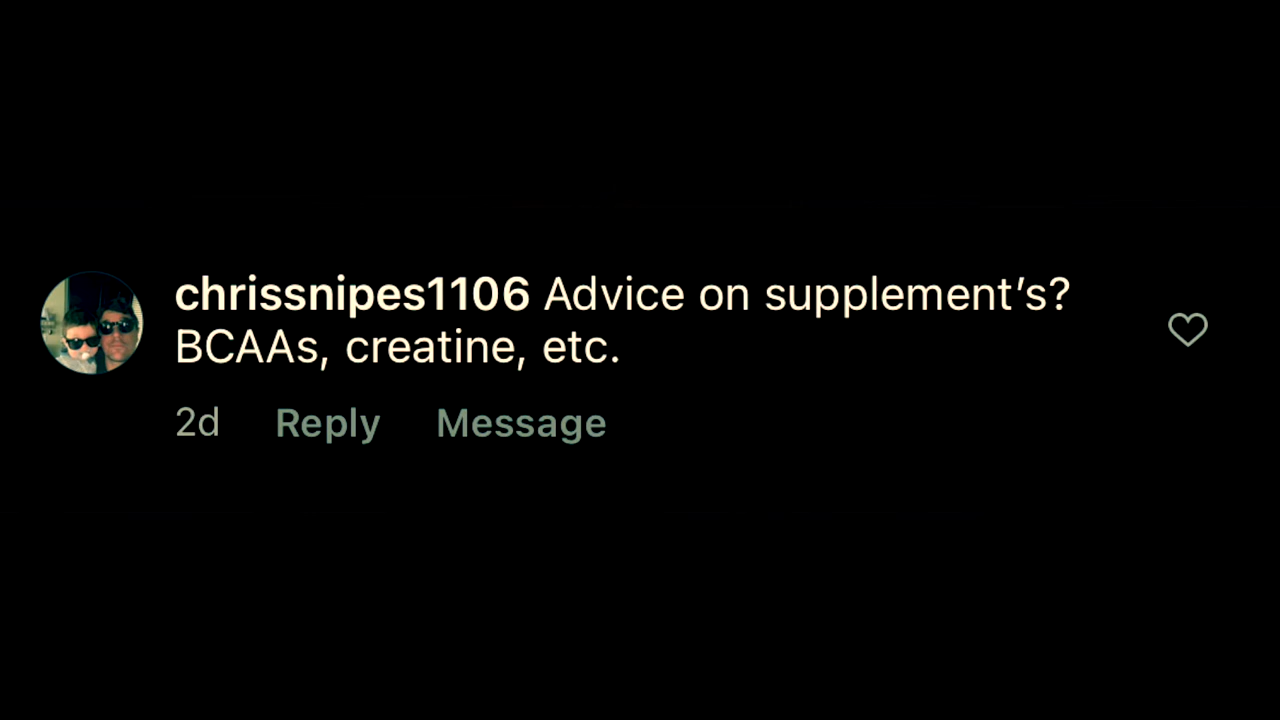 chrissnipes1106 Advice on supplement’s?
BCAAs, creatine, etc.
2d Reply Message